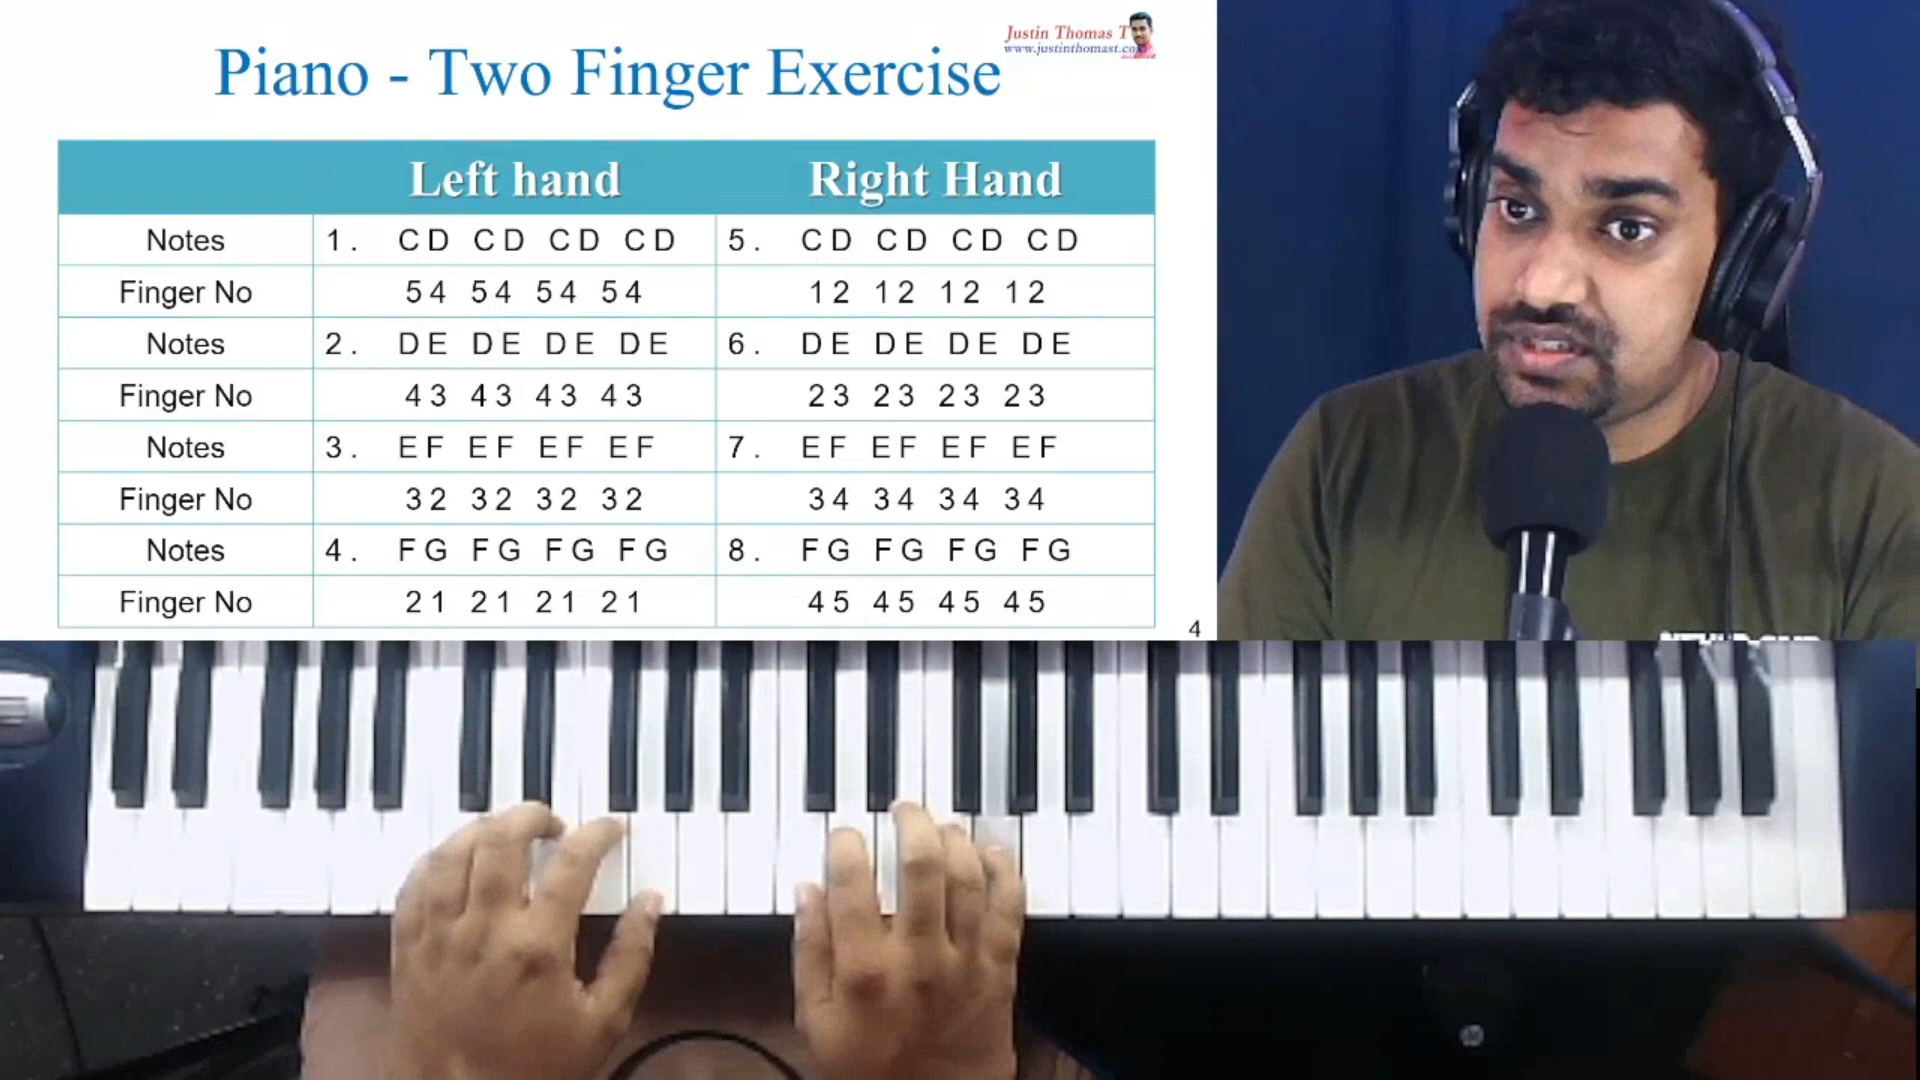 Justin Thomas T
www.justinthomast.co
Piano - Two Finger Exercise
Left hand Right Hand
Notes 1. CD CD CD CD 5. CD CD CD CD
Finger No 54 54 54 54 12 12 12 12
Notes 2. DE DE DE DE 6. DE DE DE DE
Finger No 43 43 43 43 23 23 23 23
Notes 3. EF EF EF EF 7. EF EF EF EF
Finger No 32 32 32 32 34 34 34 34
Notes 4. FG FG FG FG 8. FG FG FG FG
Finger No 21 21 21 21 45 45 45 45
4